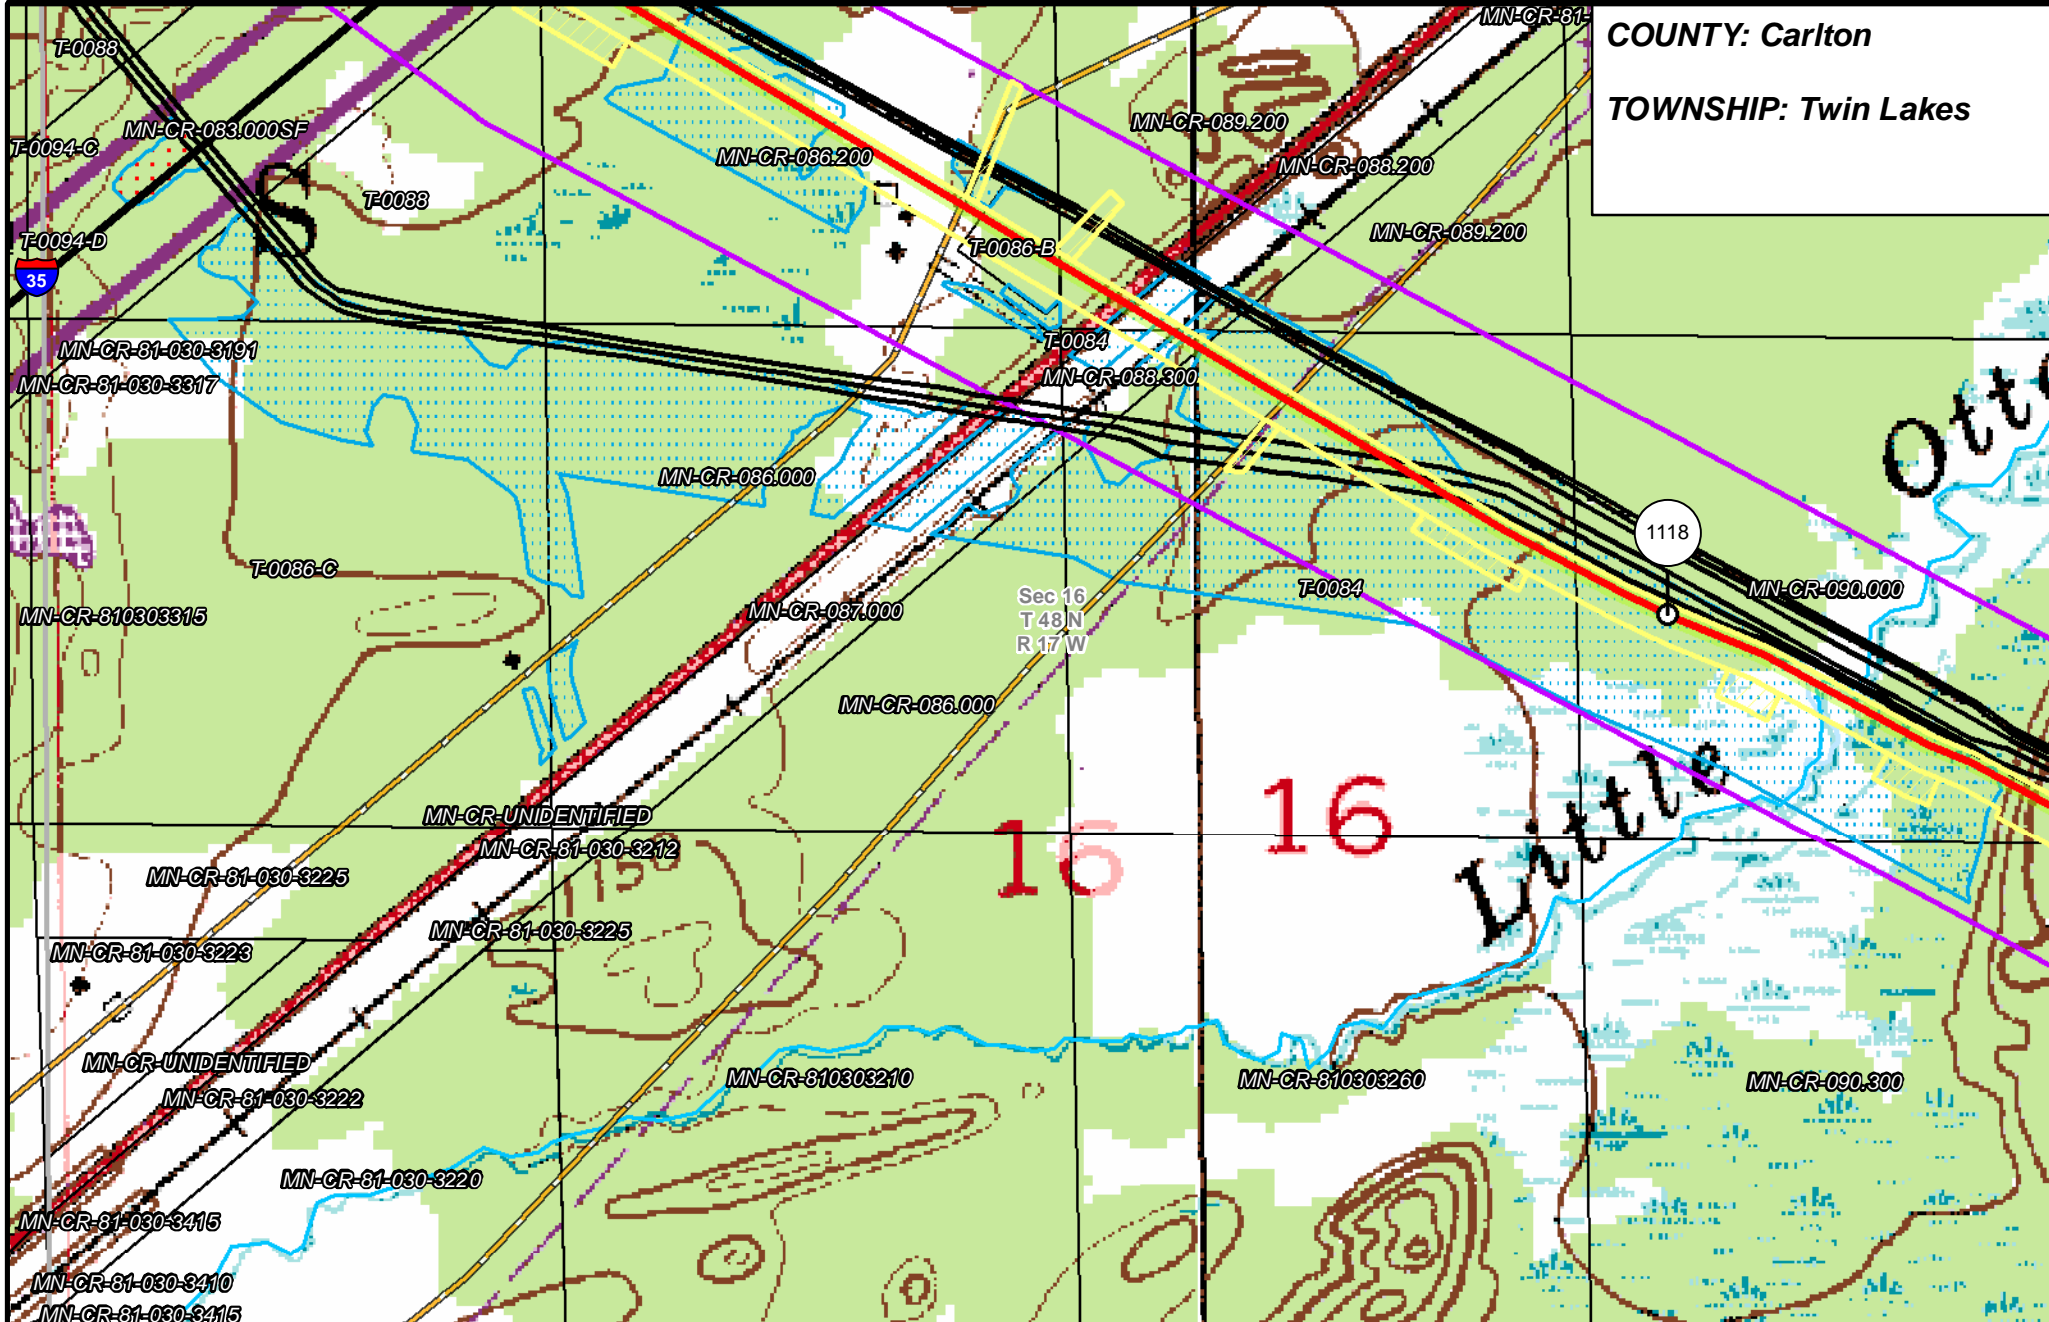 COUNTY: Carlton
TOWNSHIP: Twin Lakes
MN-CR-81-
T-0088
MN-CR-083.000SF
T-0094-C
MN-CR-089.200
MN-CR-086.200
MN-CR-088.200
T-0088
S
T-0094-D
35
MN-CR-089.200
T-0086-B
T-0084
MN-CR-81-030-3191
MN-CR-81-030-3317
MN-CR-088.300
Otte
MN-CR-086.000
1118
T-0086-C
T-0084
MN-CR-090.000
Sec 16
T 48 N
R 17 W
MN-CR-810303315
MN-CR-087.000
MN-CR-086.000
Little
MN-CR-UNIDENTIFIED
MN-CR-81-030-3212
16
16
1150
MN-CR-81-030-3225
MN-CR-81-030-3225
MN-CR-81-030-3223
MN-CR-UNIDENTIFIED
MN-CR-81-030-3222
MN-CR-810303210
MN-CR-810303260
MN-CR-090.300
MN-CR-81-030-3220
MN-CR-81-030-3415
MN-CR-81-030-3410
MN-CR-81-030-3415